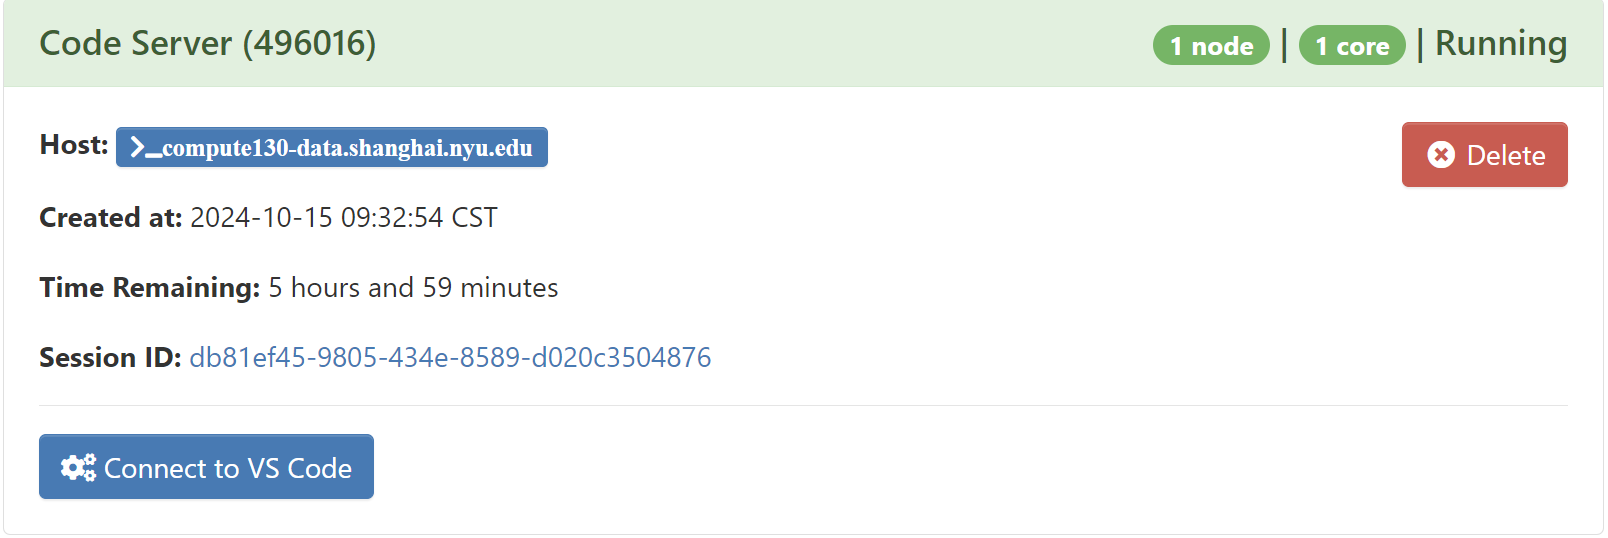 Code Server (496016) 1 node | 1 core | Running
Host: >_compute130-data.shanghai.nyu.edu Delete
Created at: 2024-10-15 09:32:54 CST
Time Remaining: 5 hours and 59 minutes
Session ID: db81ef45-9805-434e-8589-d020c3504876
Connect to VS Code